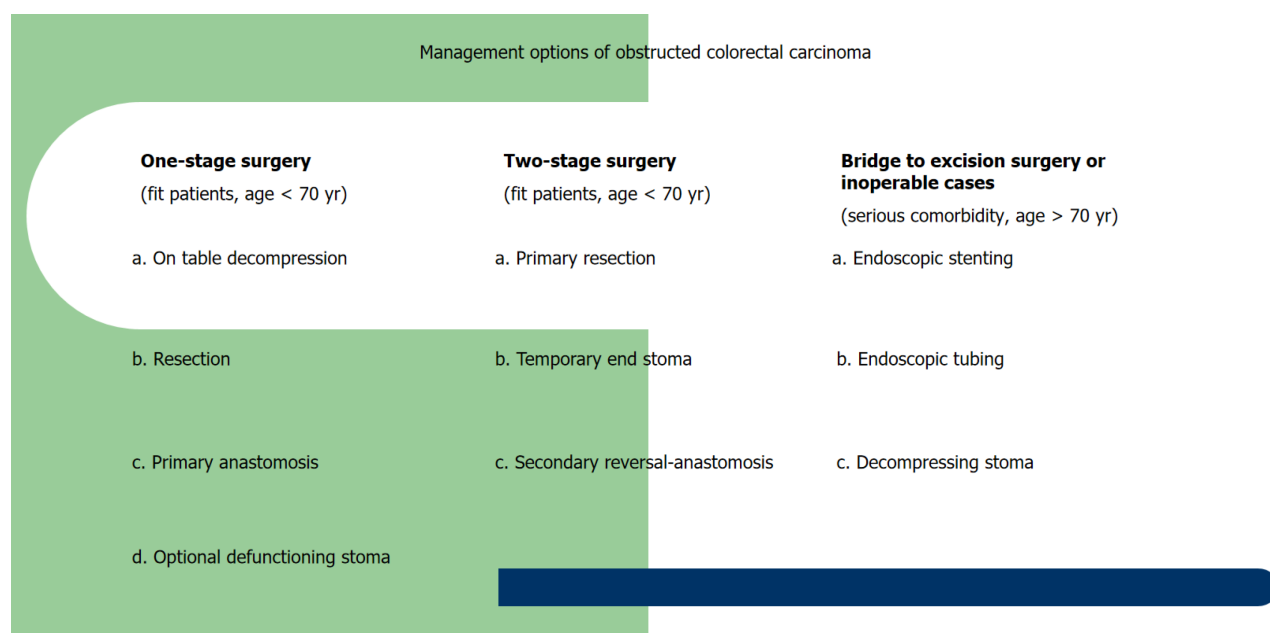 Management options of obstructed colorectal carcinoma
One-stage surgery
(fit patients, age < 70 yr)
a. On table decompression
b. Resection
c. Primary anastomosis
d. Optional defunctioning stoma
Two-stage surgery
(fit patients, age < 70 yr)
a. Primary resection
b. Temporary end stoma
c. Secondary reversal-anastomosis
Bridge to excision surgery or
inoperable cases
(serious comorbidity, age > 70 yr)
a. Endoscopic stenting
b. Endoscopic tubing
c. Decompressing stoma